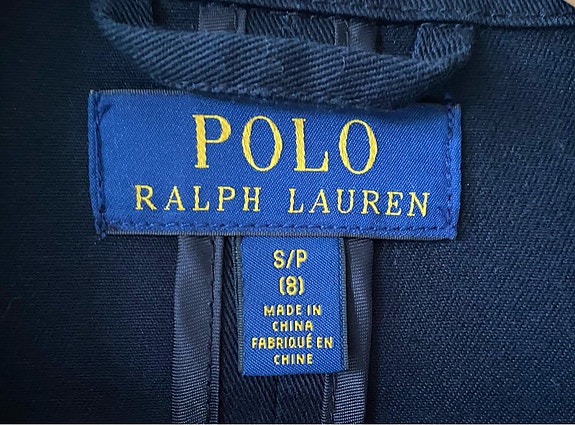 POLO
RALPH LAUREN
S/P
(8)
MADE IN
CHINA
FABRIQUÉ EN
CHINE